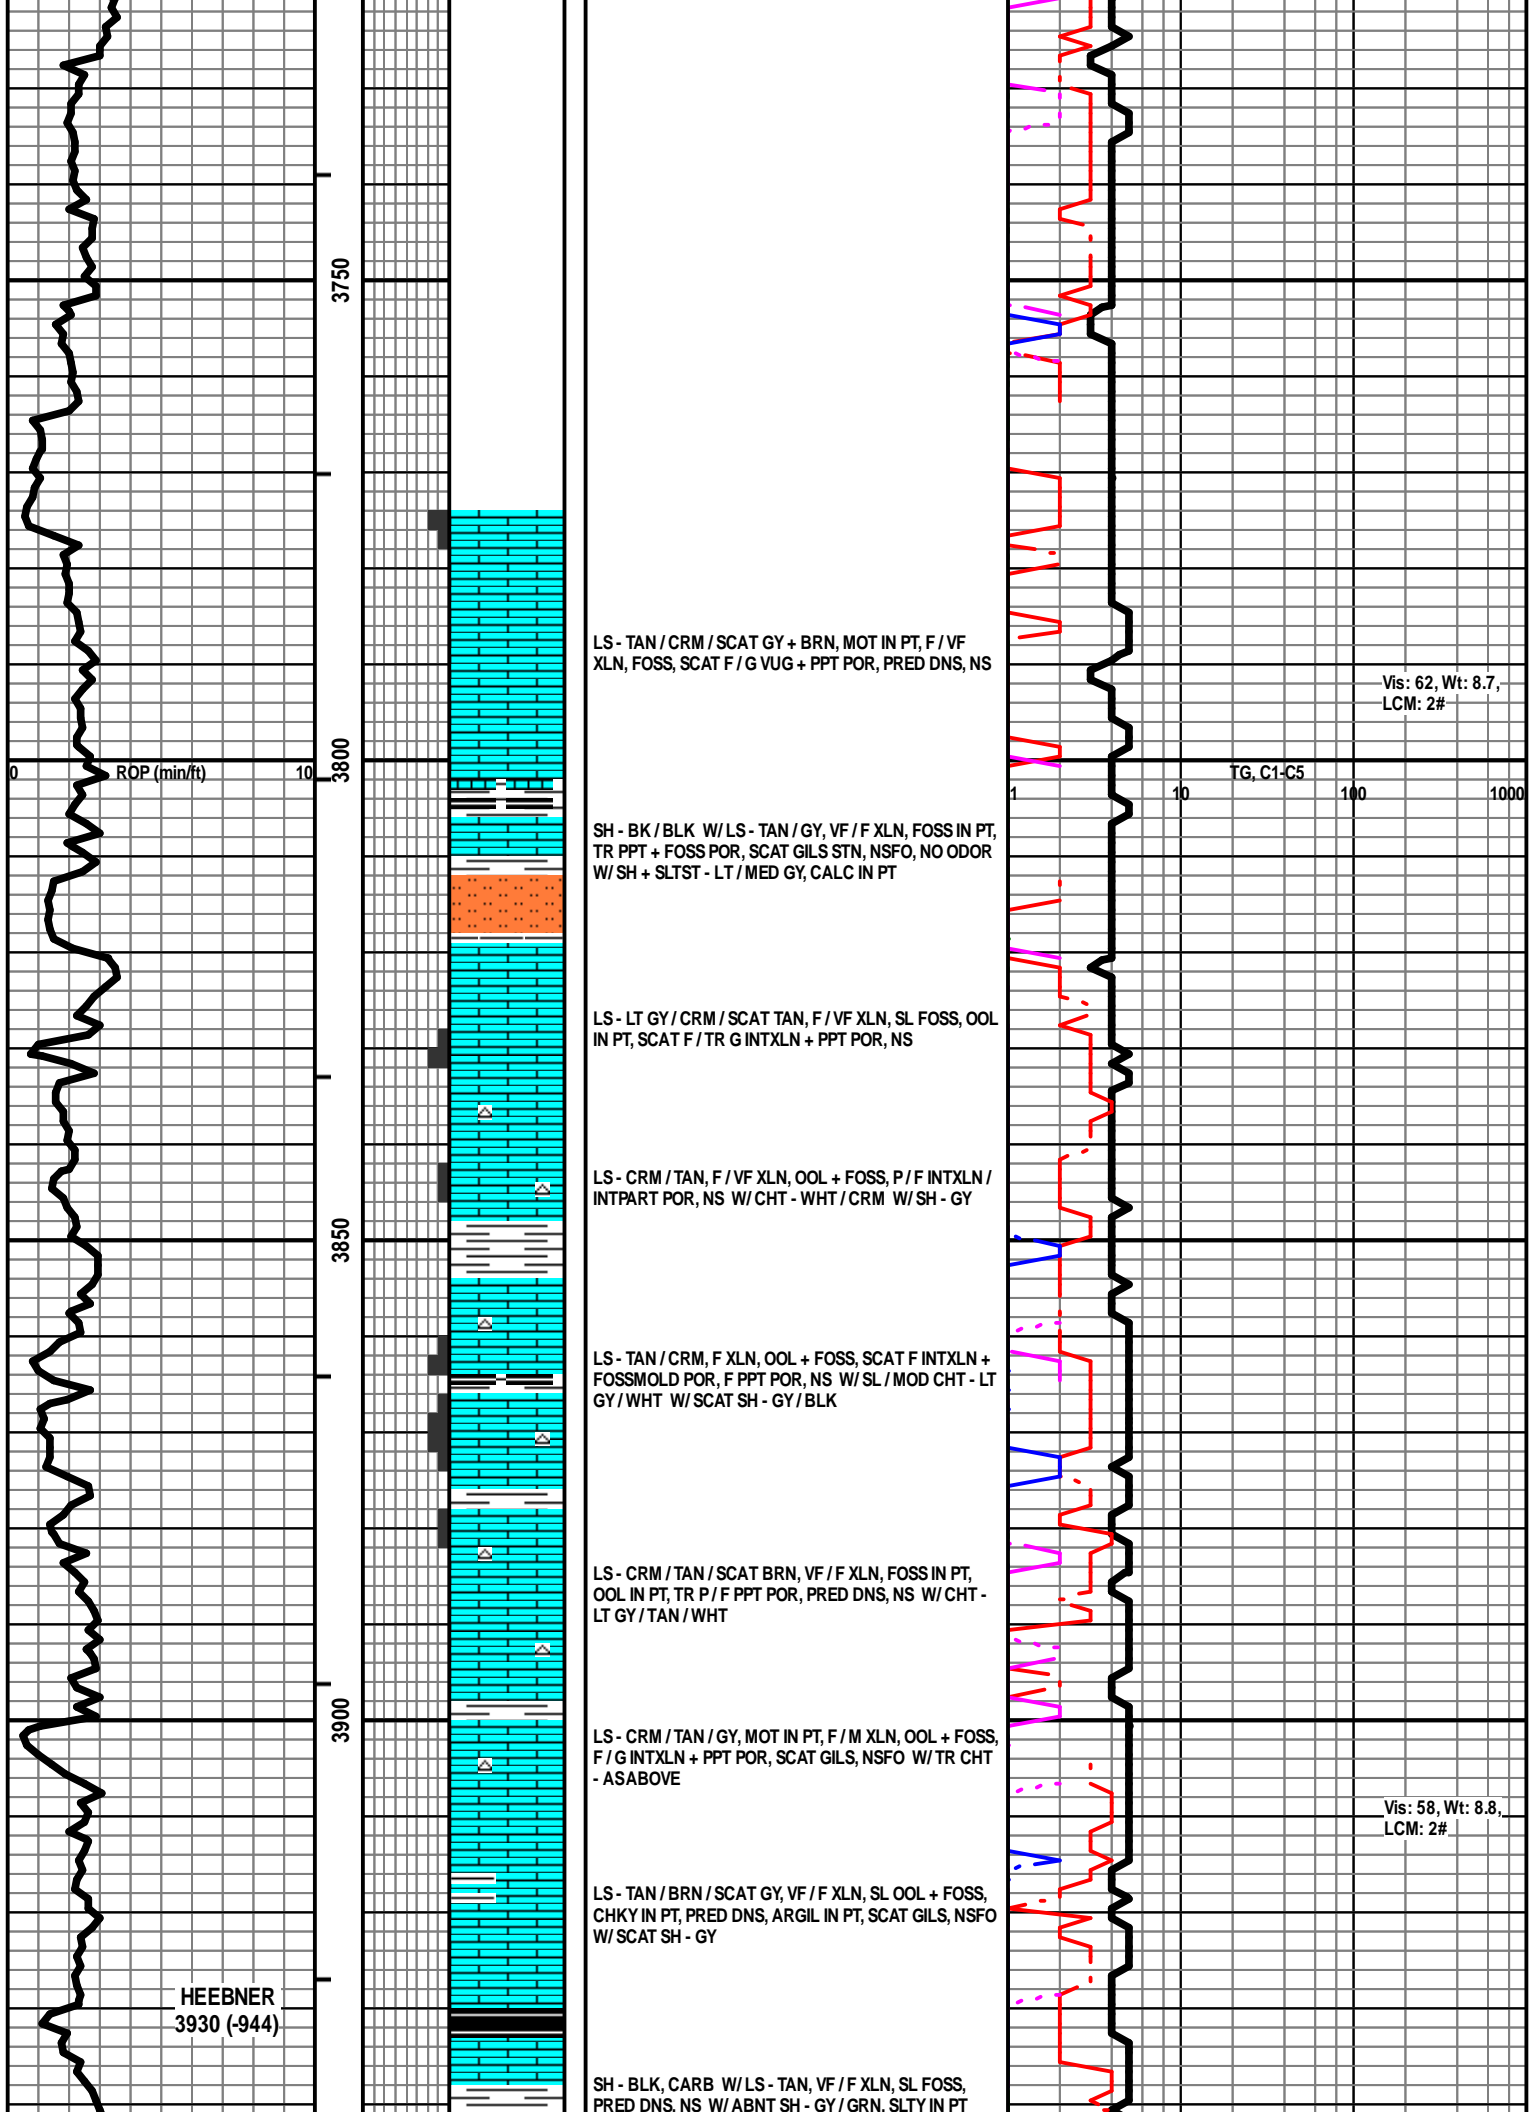 3750
LS - TAN / CRM / SCAT GY + BRN, MOT IN PT, F / VF
XLN, FOSS, SCAT F / G VUG + PPT POR, PRED DNS, NS
Vis: 62, Wt: 8.7,
LCM: 2#
3800
0 ROP (min/ft) 10
TG, C1-C5
1 10 100 1000
SH - BK / BLK W/ LS - TAN / GY, VF / F XLN, FOSS IN PT,
TR PPT + FOSS POR, SCAT GILS STN, NSFO, NO ODOR
W/ SH + SLTST - LT / MED GY, CALC IN PT
LS - LT GY / CRM / SCAT TAN, F / VF XLN, SL FOSS, OOL
IN PT, SCAT F / TR G INTXLN + PPT POR, NS
LS - CRM / TAN, F / VF XLN, OOL + FOSS, P / F INTXLN /
INTPART POR, NS W/ CHT - WHT / CRM W/ SH - GY
3850
LS - TAN / CRM, F XLN, OOL + FOSS, SCAT F INTXLN +
FOSSMOLD POR, F PPT POR, NS W/ SL / MOD CHT - LT
GY / WHT W/ SCAT SH - GY / BLK
LS - CRM / TAN / SCAT BRN, VF / F XLN, FOSS IN PT,
OOL IN PT, TR P / F PPT POR, PRED DNS, NS W/ CHT -
LT GY / TAN / WHT
3900
LS - CRM / TAN / GY, MOT IN PT, F / M XLN, OOL + FOSS,
F / G INTXLN + PPT POR, SCAT GILS, NSFO W/ TR CHT
- ASABOVE
Vis: 58, Wt: 8.8,
LCM: 2#
LS - TAN / BRN / SCAT GY, VF / F XLN, SL OOL + FOSS,
CHKY IN PT, PRED DNS, ARGIL IN PT, SCAT GILS, NSFO
W/ SCAT SH - GY
HEEBNER
3930 (-944)
SH - BLK, CARB W/ LS - TAN, VF / F XLN, SL FOSS,
PRED DNS, NS W/ ABNT SH - GY / GRN, SLTY IN PT